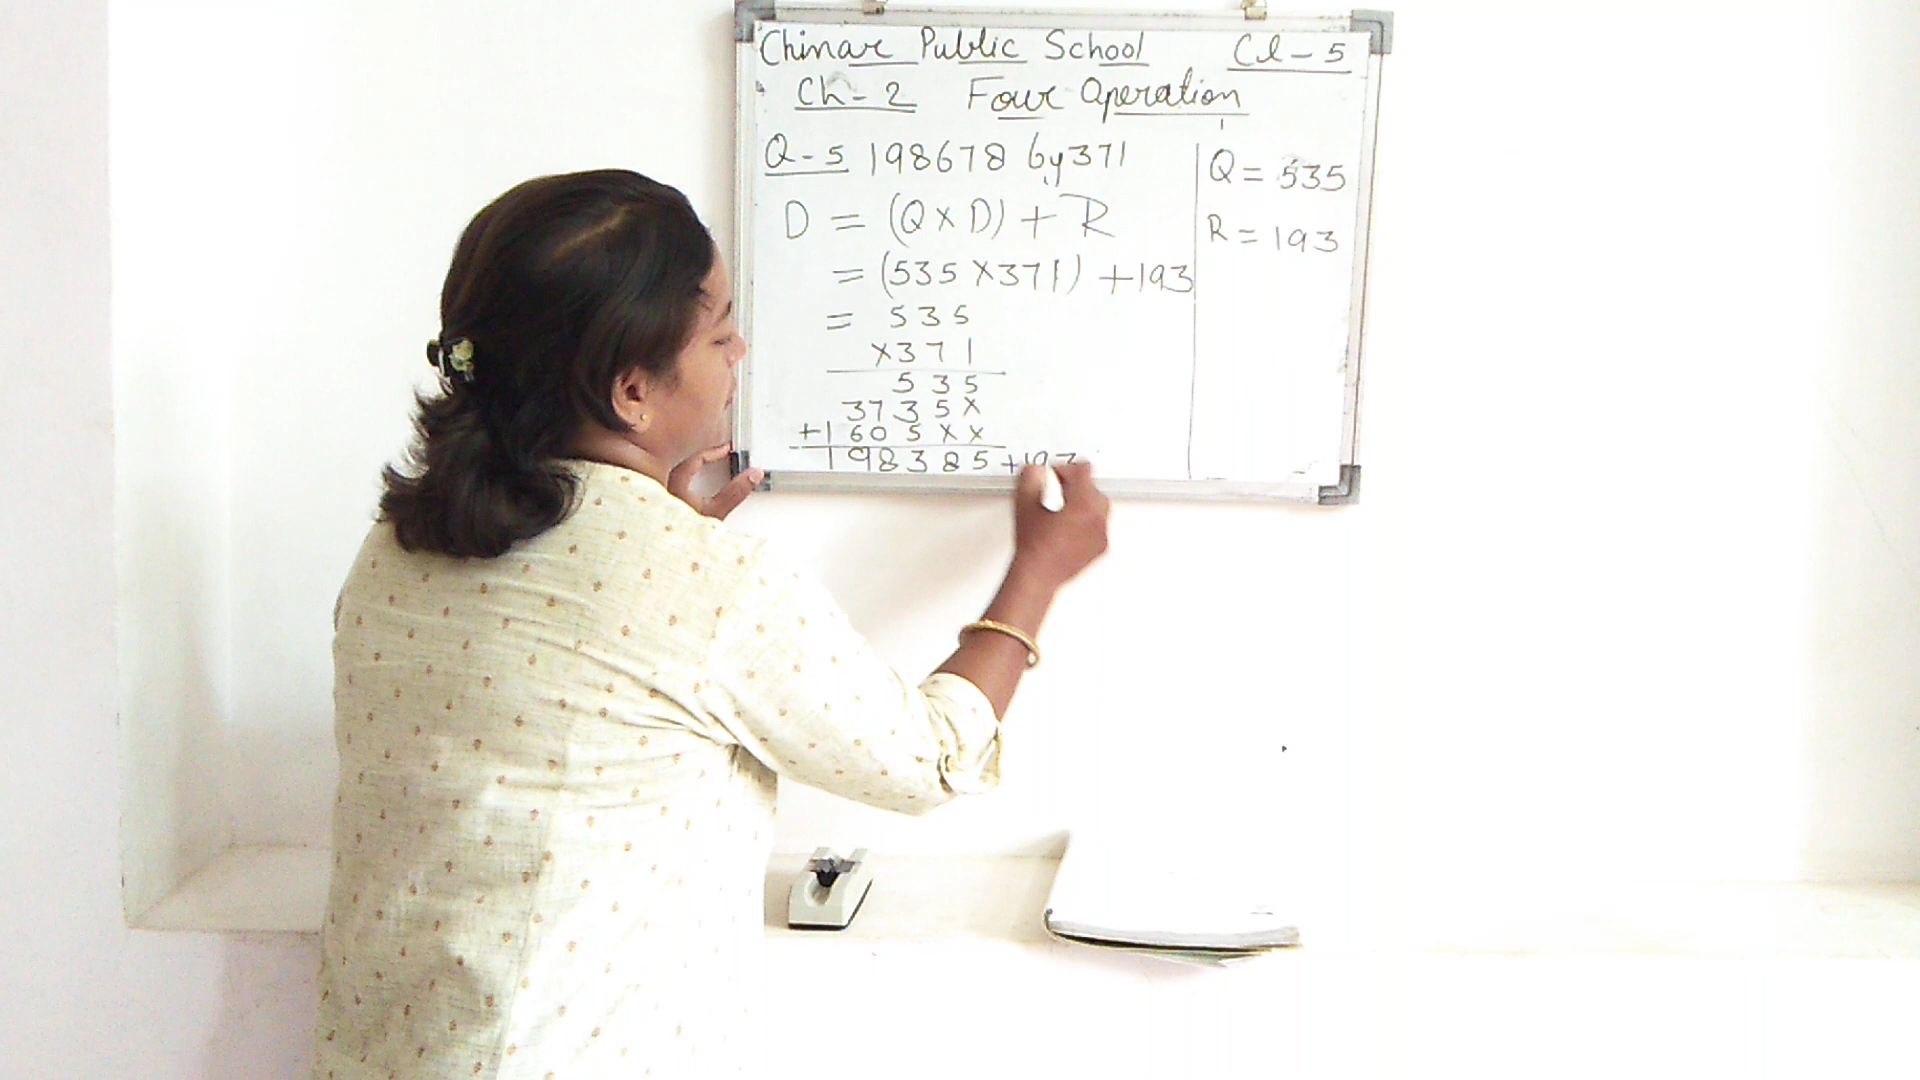 Chinar Public School Cl-5
Ch-2 Four Operation
Q-5 198678 by 371
D = (Q×D) + R
= (535×371) +193
= 535
×371
535
3735×
+1605××
198385+193
Q = 535
R = 193